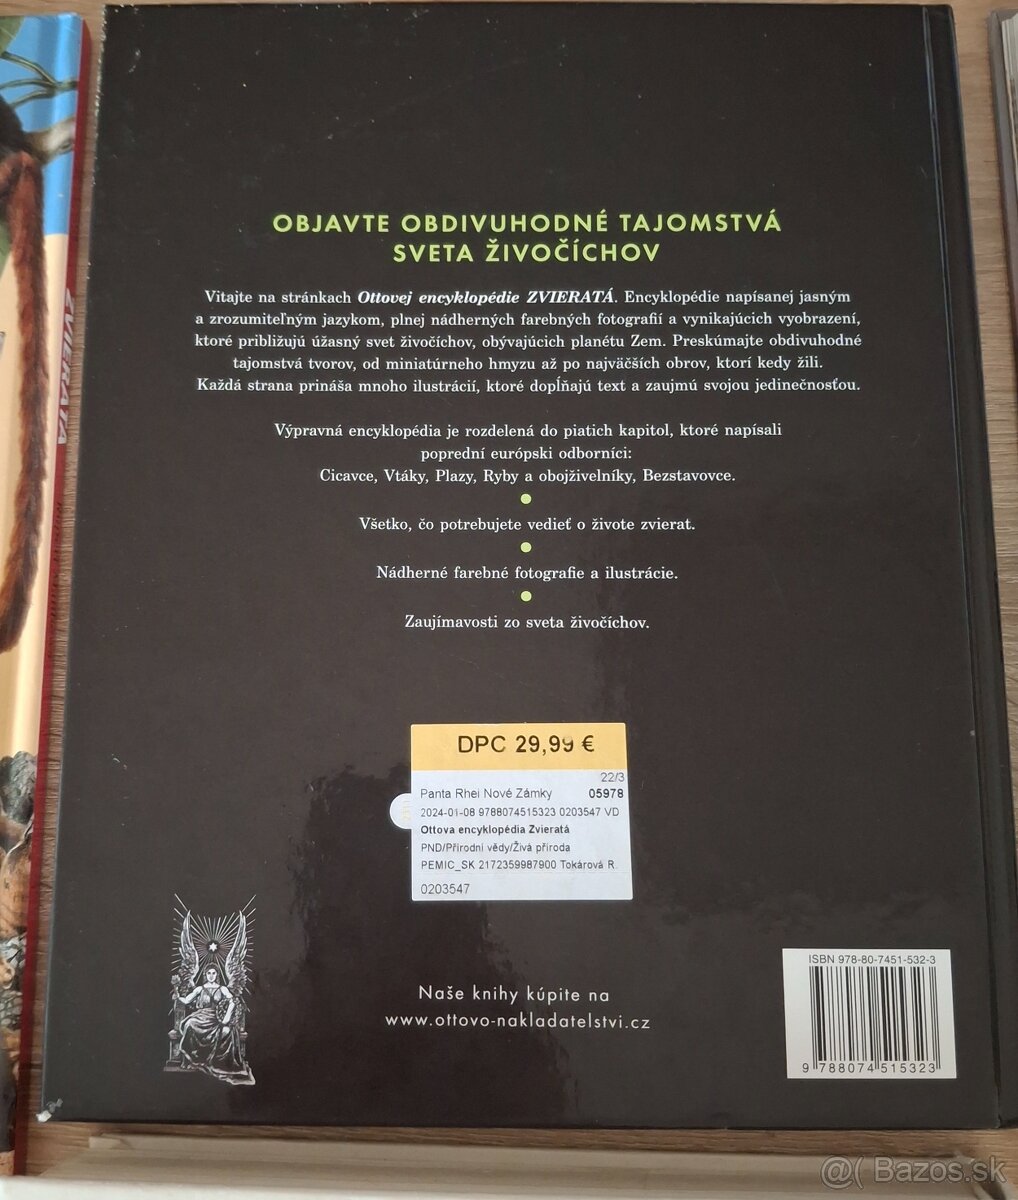 OBJAVTE OBDIVUHODNÉ TAJOMSTVÁ
SVETA ŽIVOČÍCHOV
Vitajte na stránkach Ottovej encyklopédie ZVIERATÁ. Encyklopédie napísanej jasným
a zrozumiteľným jazykom, plnej nádherných farebných fotografií a vynikajúcich vyobrazení,
ktoré približujú úžasný svet živočíchov, obývajúcich planétu Zem. Preskúmajte obdivuhodné
tajomstvá tvorov, od miniatúrneho hmyzu až po najväčších obrov, ktorí kedy žili.
Každá strana prináša mnoho ilustrácií, ktoré dopĺňajú text a zaujmú svojou jedinečnosťou.
Výpravná encyklopédia je rozdelená do piatich kapitol, ktoré napísali
poprední európski odborníci:
Cicavce, Vtáky, Plazy, Ryby a obojživelníky, Bezstavovce.
Všetko, čo potrebujete vedieť o živote zvierat.
Nádherné farebné fotografie a ilustrácie.
Zaujímavosti zo sveta živočíchov.
DPC 29,99 €
22/3
Panta Rhei Nové Zámky 05978
2024-01-08 9788074515323 0203547 VD
Ottova encyklopédia Zvieratá
PND/Přírodní vědy/Živá příroda
PEMIC_SK 2172359987900 Tokárová R.
0203547
Naše knihy kúpite na
www.ottovo-nakladatelstvi.cz
ISBN 978-80-7451-532-3
9 788074 515323
ZVIERATÁ
@( Bazos.sk